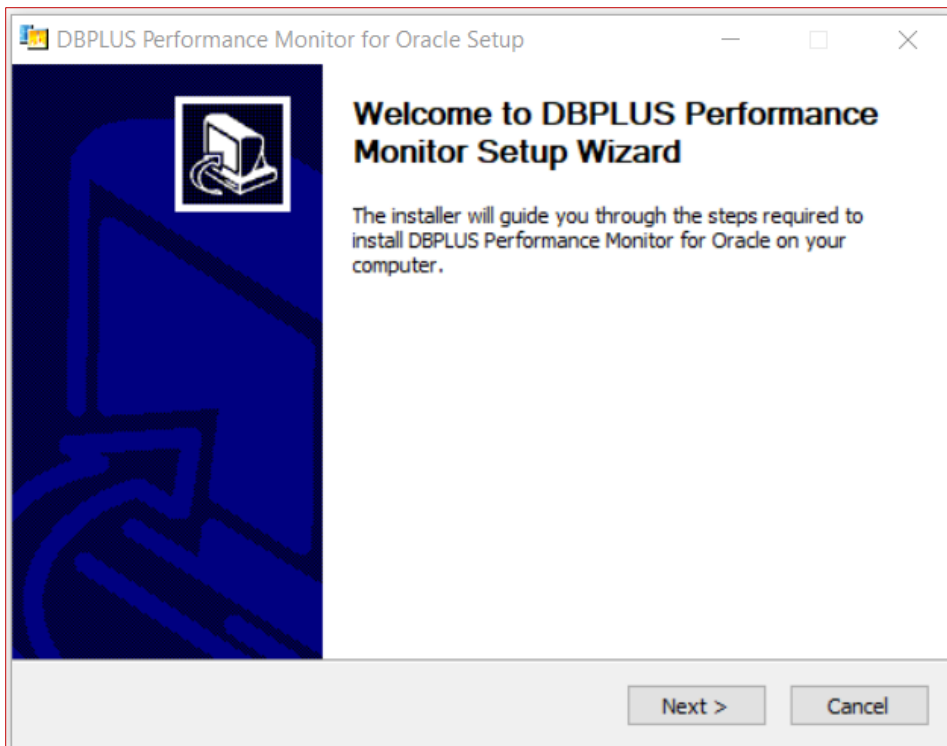 DBPLUS Performance Monitor for Oracle Setup
Welcome to DBPLUS Performance
Monitor Setup Wizard
The installer will guide you through the steps required to
install DBPLUS Performance Monitor for Oracle on your
computer.
Next >
Cancel